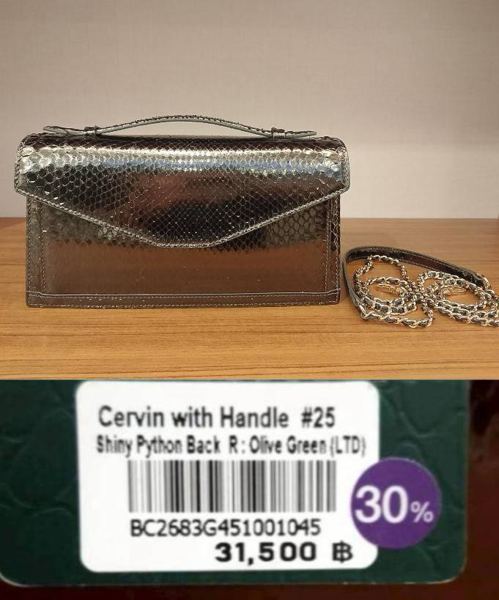 Cervin with Handle #25
Shiny Python Back R : Olive Green (LTD)
BC2683G451001045
30%
31,500 ฿